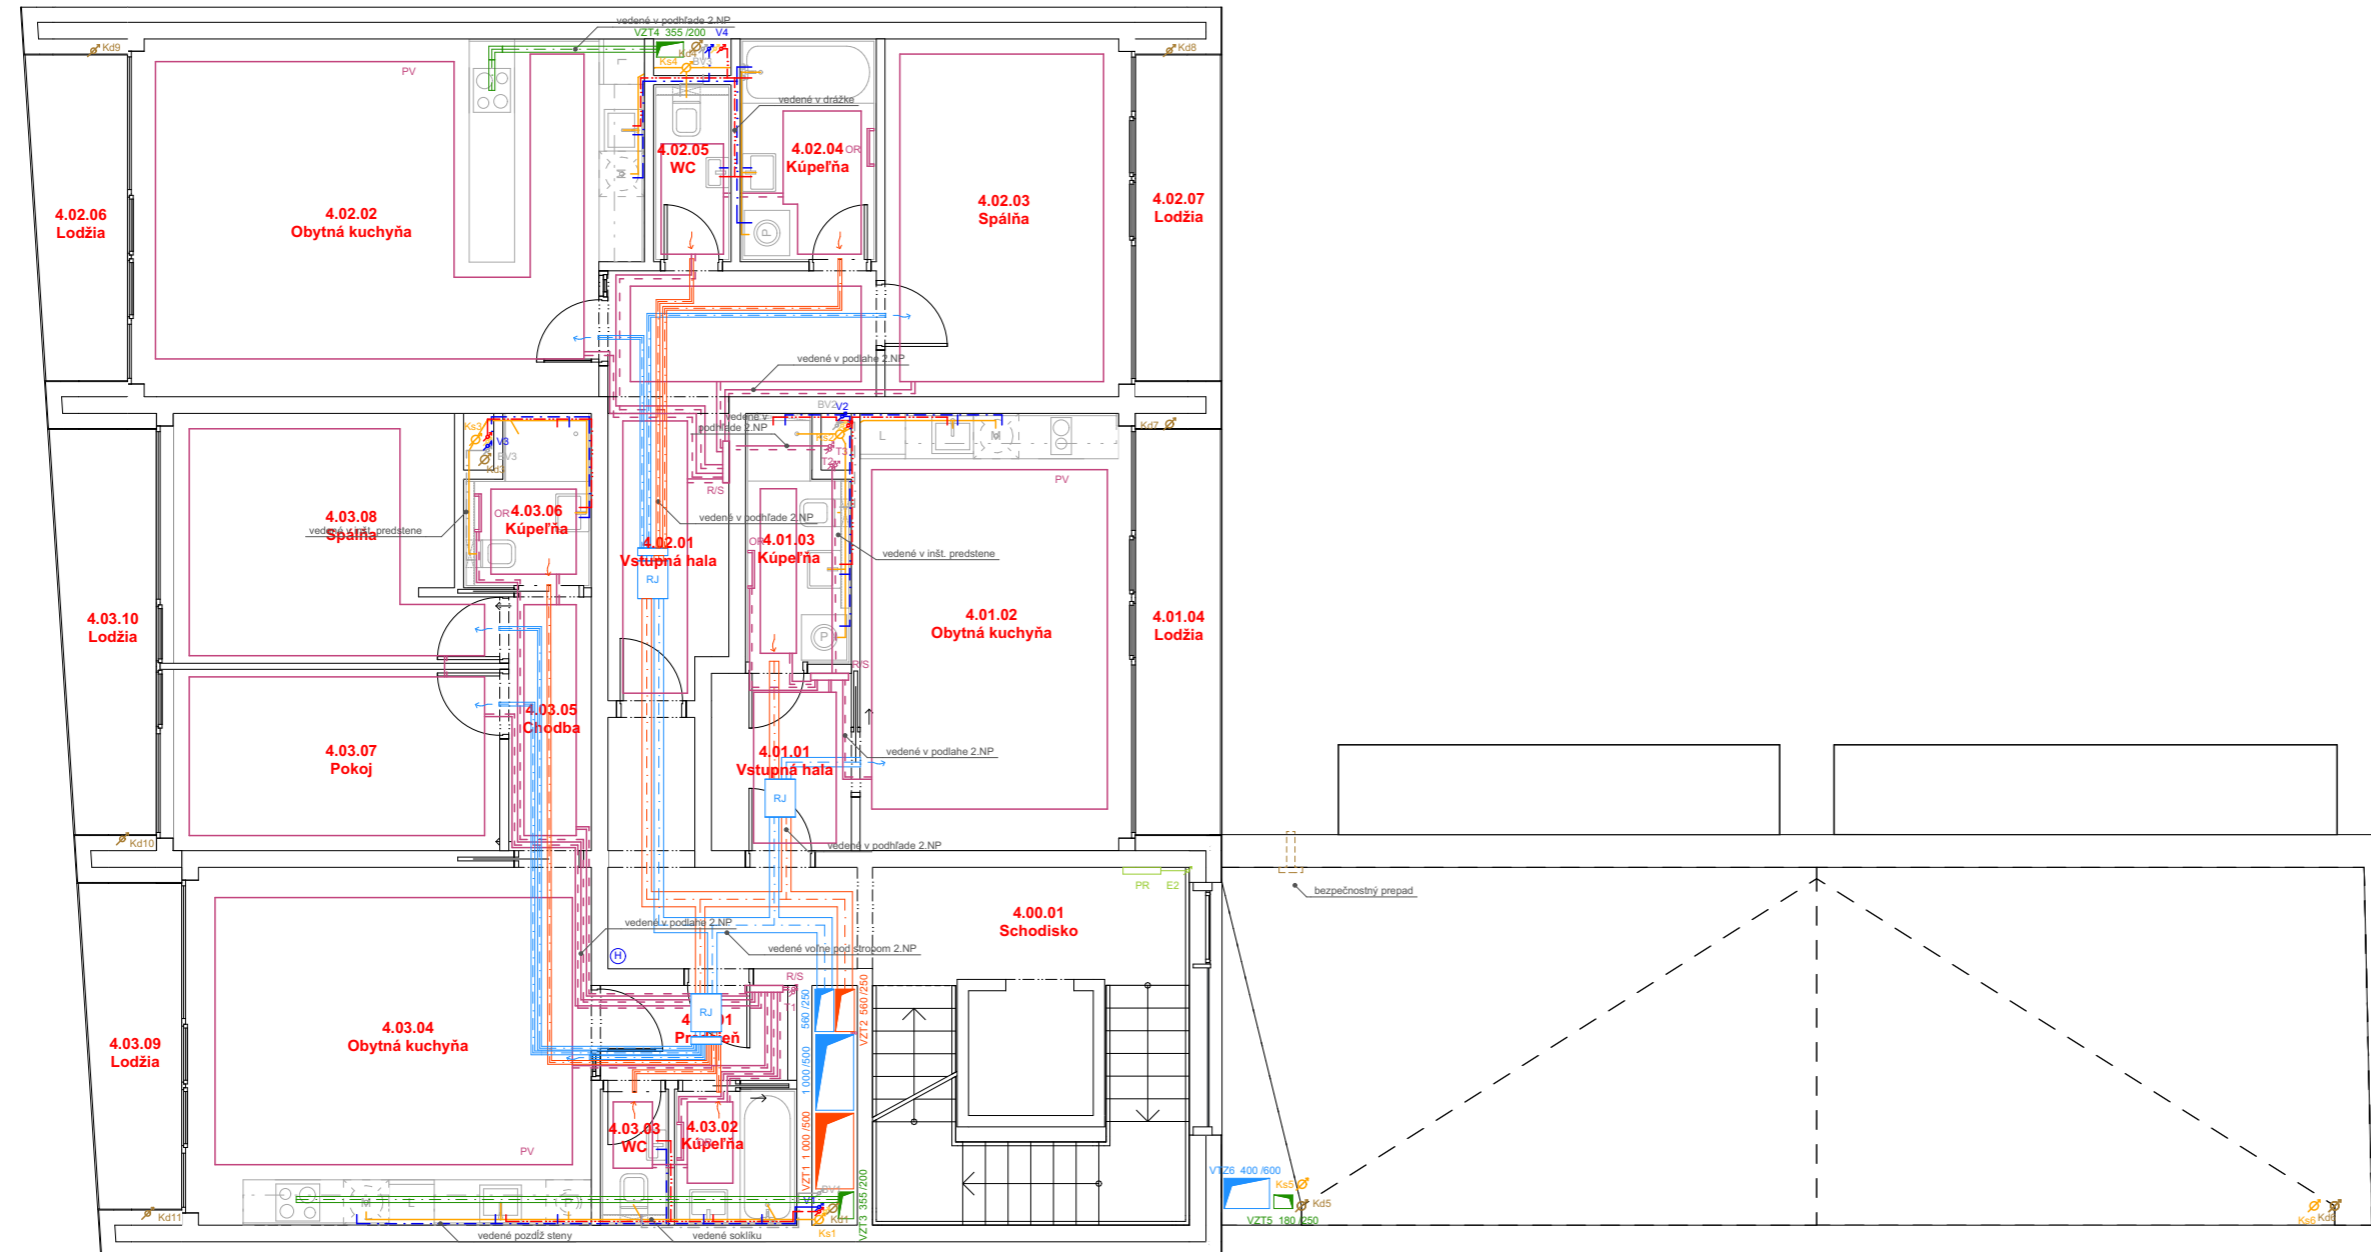 vedené v podhľade 2.NP
VZT4 355 /200 V4
Kd9
Kd4
Kd8
PV
Ks4
BV3
vedené v drážke
M
4.02.05
WC
4.02.04
Kúpeľňa
OR
P
4.02.06
Lodžia
4.02.02
Obytná kuchyňa
4.02.03
Spálňa
4.02.07
Lodžia
vedené v podlahe 2.NP
BV2
V2
vedené v
podhľade 2.NP
Ks3
V3
BV3
Kd3
Ks2
T3
T2
L
M
Kd7
R/S
PV
4.03.08
Spálňa
vedené v inšt. predstene
OR
4.03.06
Kúpeľňa
vedené v podhľade 2.NP
4.02.01
Vstupná hala
OR
4.01.03
Kúpeľňa
vedené v inšt. predstene
RJ
4.03.10
Lodžia
4.01.02
Obytná kuchyňa
4.01.04
Lodžia
P
R/S
4.03.05
Chodba
4.03.07
Pokoj
4.01.01
Vstupná hala
vedené v podlahe 2.NP
RJ
Kd10
vedené v podhľade 2.NP
PR E2
bezpečnostný prepad
4.00.01
Schodisko
vedené v podlahe 2.NP
vedené voľne pod stropom 2.NP
H
R/S
T1
RJ
560 /250
VZT2 560 /250
4.03.04
Obytná kuchyňa
4.03.09
Lodžia
1 000 /500
VZT1 1 000 /500
4.03.03
WC
4.03.02
Kúpeľňa
PV
M
L
BV1
V1
Kd1
Ks1
VZT3 355 /200
Kd11
vedené pozdĺž steny
vedené sokliku
VTZ6 400 /600
Ks5
Kd5
VZT5 180 /250
Ks6
Kd6